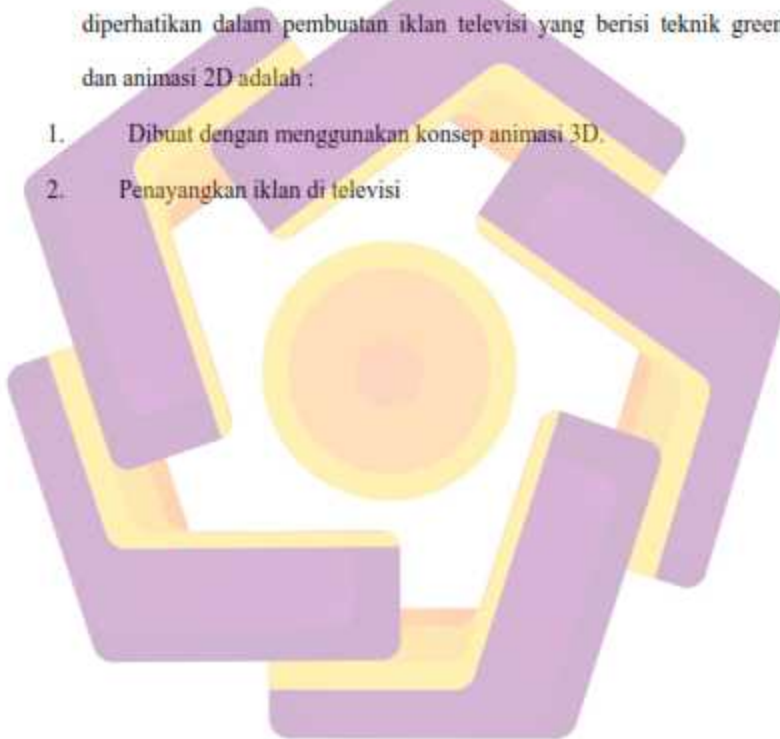 diperhatikan dalam pembuatan iklan televisi yang berisi teknik green
dan animasi 2D adalah :
1. Dibuat dengan menggunakan konsep animasi 3D.
2. Penayangkan iklan di televisi